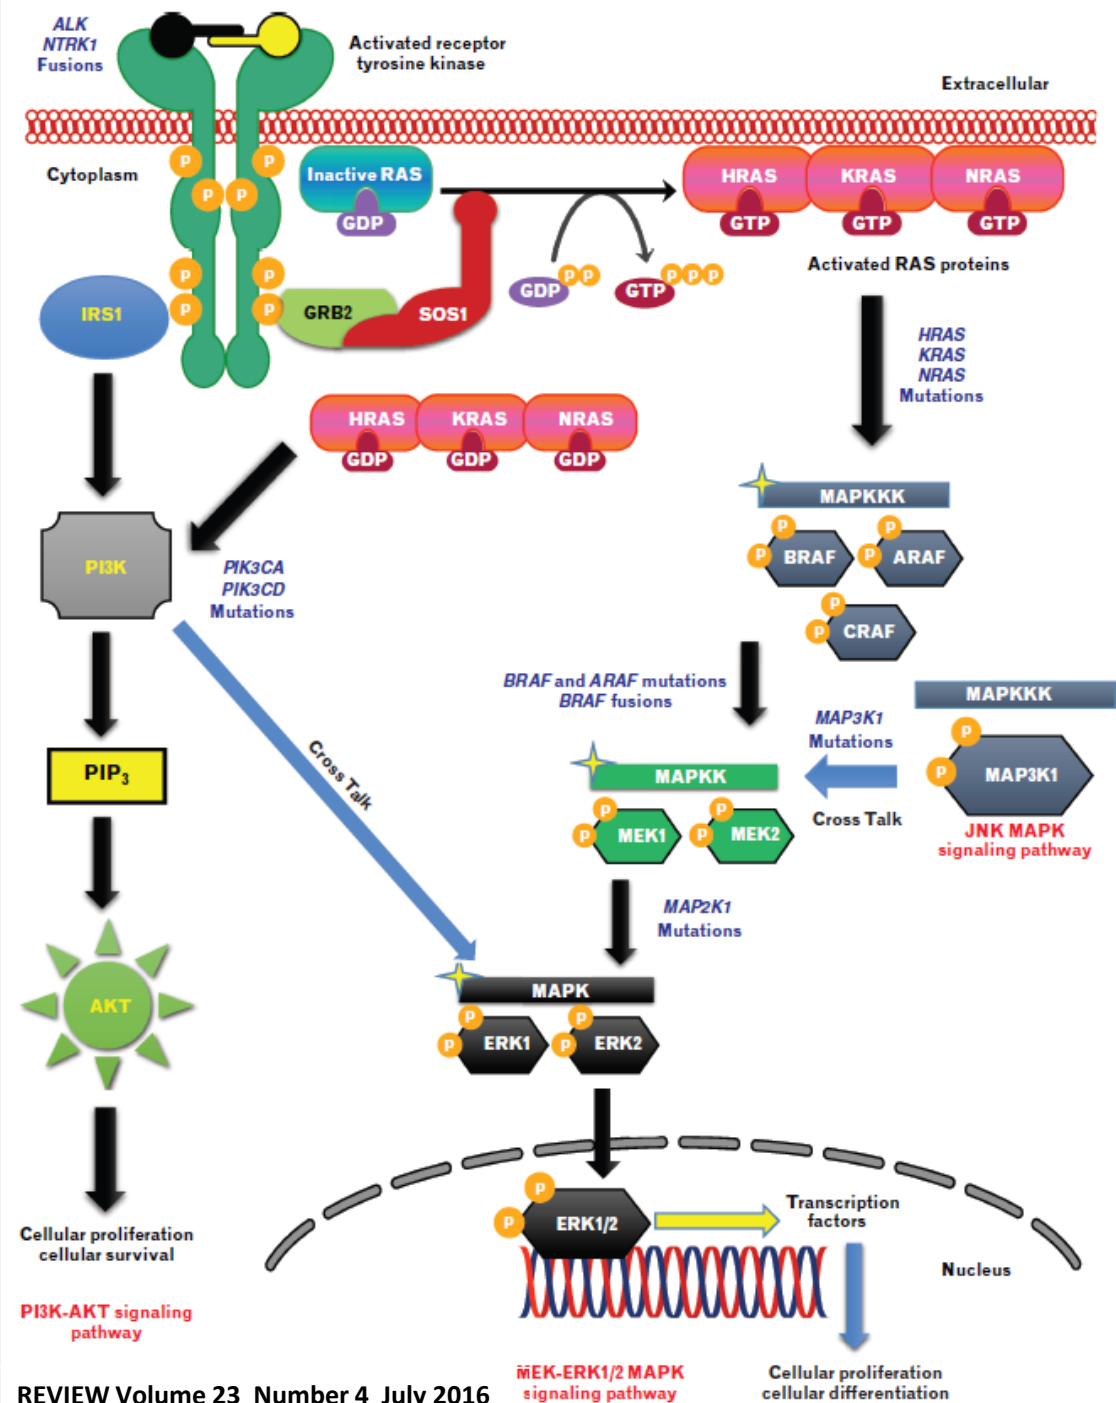 ALK
NTRK1
Fusions
Activated receptor
tyrosine kinase
Extracellular
Cytoplasm
P
P
P
P
Inactive RAS
GDP
HRAS
KRAS
NRAS
GTP
GTP
GTP
Activated RAS proteins
P
P
P
P
IRS1
GRB2
SOS1
GDP
P
P
GTP
P
P
P
HRAS
KRAS
NRAS
Mutations
HRAS
KRAS
NRAS
GDP
GDP
GDP
MAPKKK
P
P
BRAF
P
P
ARAF
P
P
CRAF
PI3K
PIK3CA
PIK3CD
Mutations
BRAF and ARAF mutations
BRAF fusions
MAPKKK
MAP3K1
Mutations
P
P
MAP3K1
Cross Talk
JNK MAPK
signaling pathway
Cross Talk
PIP3
MAPKK
P
P
MEK1
P
P
MEK2
MAP2K1
Mutations
AKT
MAPK
P
P
ERK1
P
P
ERK2
P
P
ERK1/2
Transcription
factors
Nucleus
Cellular proliferation
cellular survival
PI3K-AKT signaling
pathway
MEK-ERK1/2 MAPK
signaling pathway
Cellular proliferation
cellular differentiation
REVIEW Volume 23 Number 4 July 2016